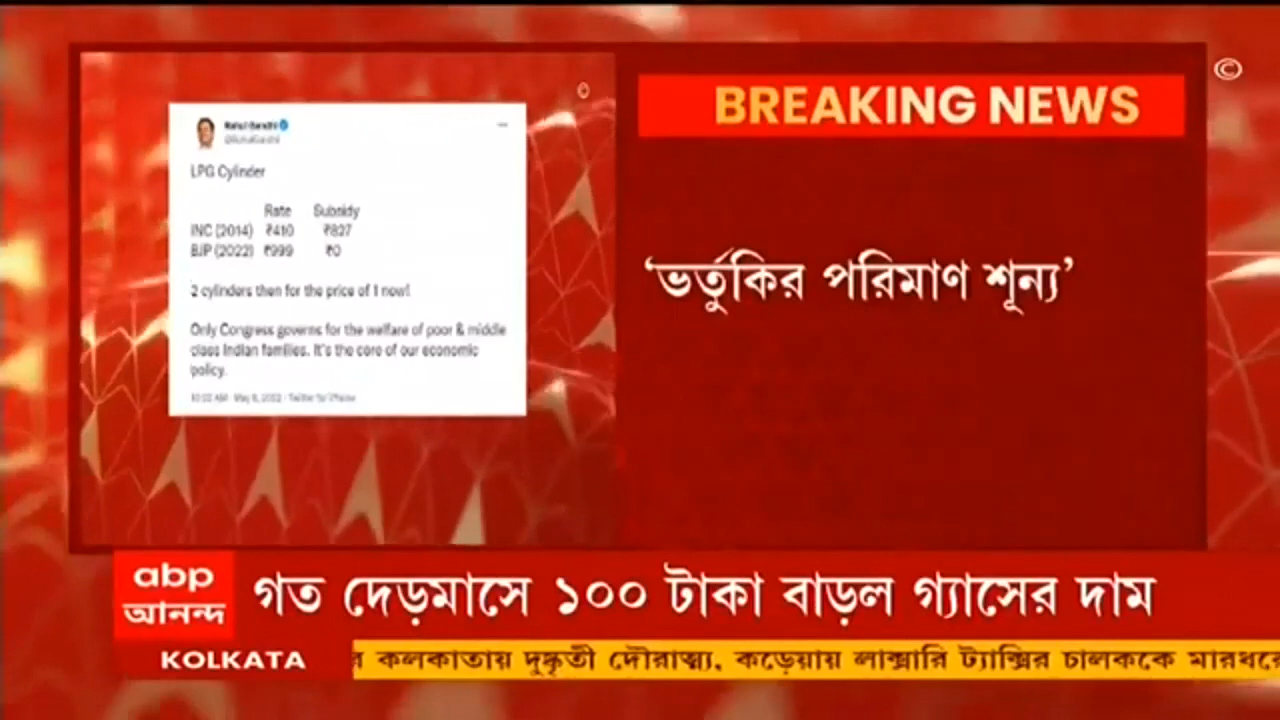 BREAKING NEWS
Rahul Gandhi
@RahulGandhi
LPG Cylinder
Rate Subsidy
INC (2014) ₹410 ₹827
BJP (2022) ₹999 ₹0
2 cylinders then for the price of 1 now!
Only Congress governs for the welfare of poor & middle
class Indian families. It's the core of our economic
policy.
May 8, 2022 · Twitter for iPhone
‘ভর্তুকির পরিমাণ শূন্য’
abp
আনন্দ
গত দেড়মাসে ১০০ টাকা বাড়ল গ্যাসের দাম
KOLKATA
র কলকাতায় দুষ্কৃতী দৌরাত্ম্য, কড়েয়ায় লাক্সারি ট্যাক্সির চালককে মারধরে
©